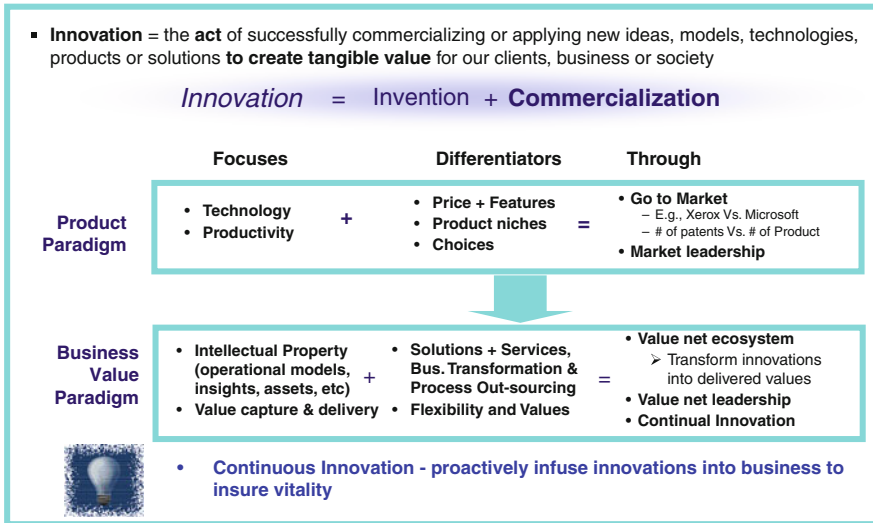 ▪ Innovation = the act of successfully commercializing or applying new ideas, models, technologies,
products or solutions to create tangible value for our clients, business or society
Innovation = Invention + Commercialization
Focuses Differentiators Through
Product
Paradigm
• Technology
• Productivity
+
• Price + Features
• Product niches
• Choices
=
• Go to Market
– E.g., Xerox Vs. Microsoft
– # of patents Vs. # of Product
• Market leadership
Business
Value
Paradigm
• Intellectual Property
(operational models,
insights, assets, etc)
• Value capture & delivery
+
• Solutions + Services,
Bus. Transformation &
Process Out-sourcing
• Flexibility and Values
=
• Value net ecosystem
➢ Transform innovations
into delivered values
• Value net leadership
• Continual Innovation
• Continuous Innovation - proactively infuse innovations into business to
insure vitality